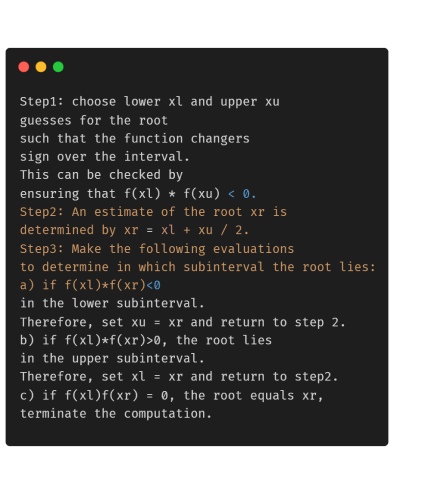 Step1: choose lower xl and upper xu
guesses for the root
such that the function changers
sign over the interval.
This can be checked by
ensuring that f(xl) * f(xu) < 0.
Step2: An estimate of the root xr is
determined by xr = xl + xu / 2.
Step3: Make the following evaluations
to determine in which subinterval the root lies:
a) if f(xl)*f(xr)<0
in the lower subinterval.
Therefore, set xu = xr and return to step 2.
b) if f(xl)*f(xr)>0, the root lies
in the upper subinterval.
Therefore, set xl = xr and return to step2.
c) if f(xl)f(xr) = 0, the root equals xr,
terminate the computation.